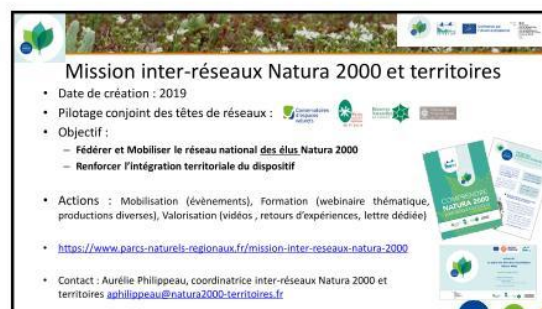 Mission inter-réseaux Natura 2000 et territoires
• Date de création : 2019
• Pilotage conjoint des têtes de réseaux :
• Objectif :
– Fédérer et Mobiliser le réseau national des élus Natura 2000
– Renforcer l'intégration territoriale du dispositif
• Actions : Mobilisation (évènements), Formation (webinaire thématique,
productions diverses), Valorisation (vidéos , retours d'expériences, lettre dédiée)
• https://www.parcs-naturels-regionaux.fr/mission-inter-reseaux-natura-2000
• Contact : Aurélie Philippeau, coordinatrice inter-réseaux Natura 2000 et
territoires aphilippeau@natura2000-territoires.fr
COMPRENDRE
NATURA 2000